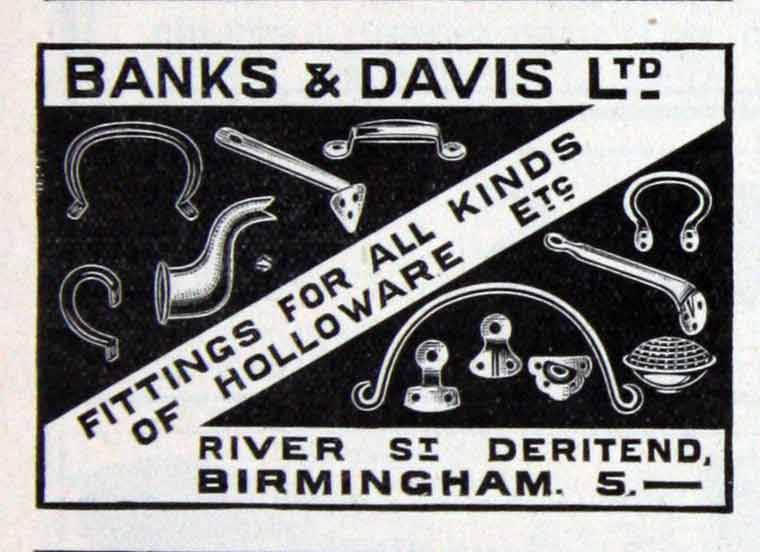 BANKS & DAVIS LTD
FITTINGS FOR ALL KINDS
OF HOLLOWARE ETC
RIVER ST DERITEND,
BIRMINGHAM. 5.—